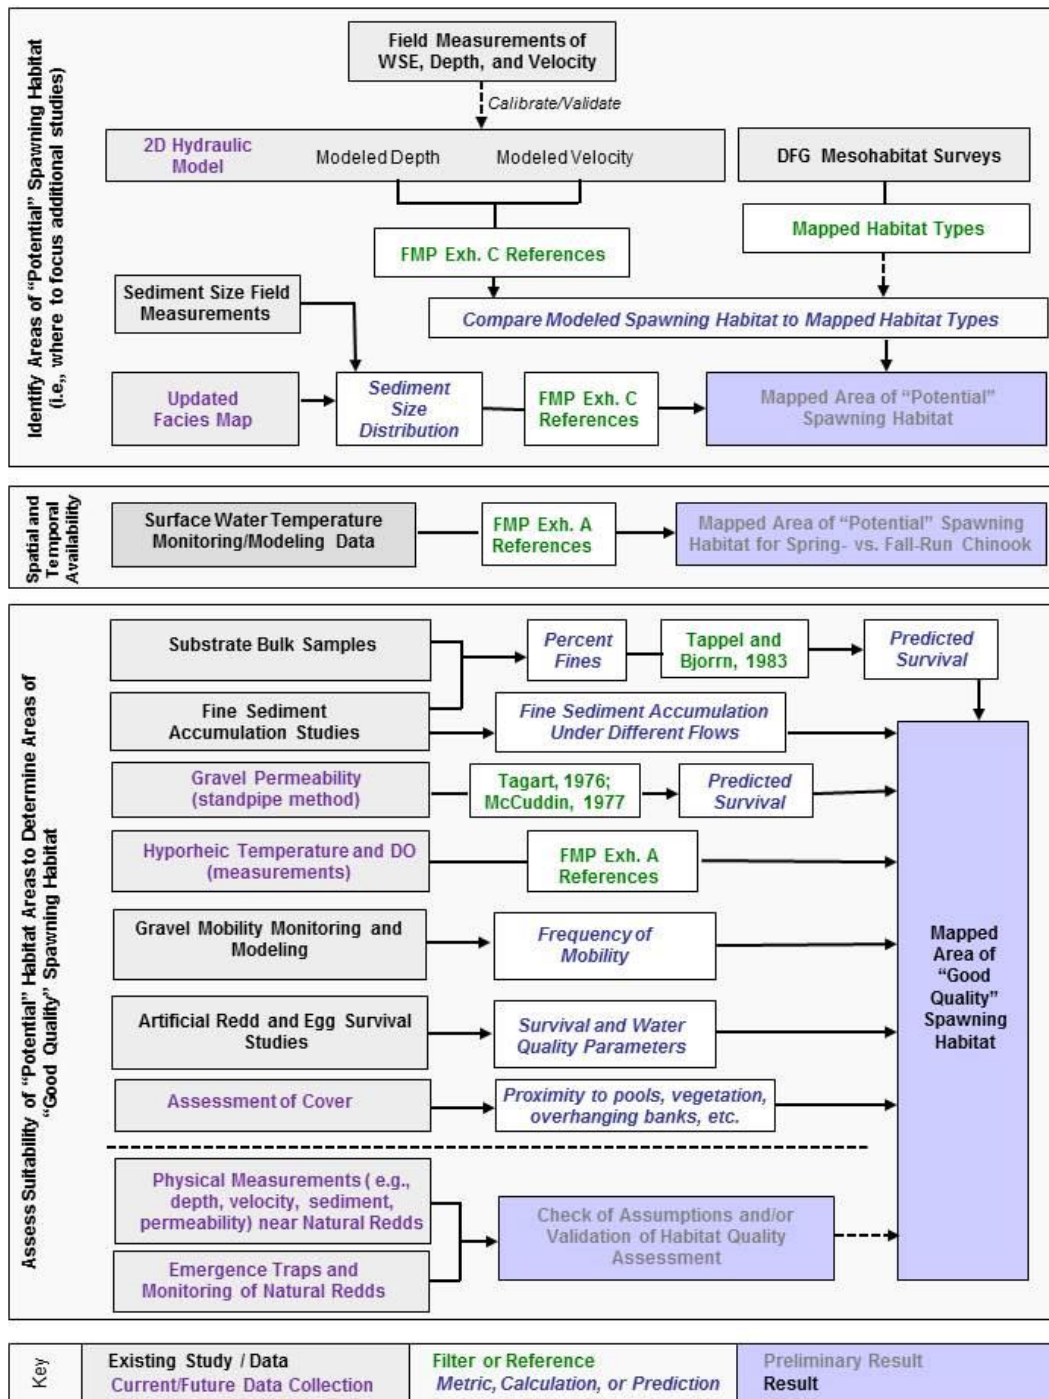 Identify Areas of "Potential" Spawning Habitat
(i.e,, where to focus additional studies)
Field Measurements of
WSE, Depth, and Velocity
Calibrate/Validate
2D Hydraulic
Model
Modeled Depth
Modeled Velocity
DFG Mesohabitat Surveys
Mapped Habitat Types
FMP Exh. C References
Sediment Size Field
Measurements
Compare Modeled Spawning Habitat to Mapped Habitat Types
Updated
Facies Map
Sediment
Size
Distribution
FMP Exh. C
References
Mapped Area of "Potential"
Spawning Habitat
Spatial and
Temporal
Availability
Surface Water Temperature
Monitoring/Modeling Data
FMP Exh. A
References
Mapped Area of "Potential" Spawning
Habitat for Spring- vs. Fall-Run Chinook
Assess Suitability of "Potential" Habitat Areas to Determine Areas of
"Good Quality" Spawning Habitat
Substrate Bulk Samples
Percent
Fines
Tappel and
Bjorrn, 1983
Predicted
Survival
Fine Sediment
Accumulation Studies
Fine Sediment Accumulation
Under Different Flows
Gravel Permeability
(standpipe method)
Tagart, 1976;
McCuddin, 1977
Predicted
Survival
Hyporheic Temperature and DO
(measurements)
FMP Exh. A
References
Gravel Mobility Monitoring and
Modeling
Frequency of
Mobility
Mapped
Area of
"Good
Quality"
Spawning
Habitat
Artificial Redd and Egg Survival
Studies
Survival and Water
Quality Parameters
Assessment of Cover
Proximity to pools, vegetation,
overhanging banks, etc.
Physical Measurements ( e.g.,
depth, velocity, sediment,
permeability) near Natural Redds
Check of Assumptions and/or
Validation of Habitat Quality
Assessment
Emergence Traps and
Monitoring of Natural Redds
Key
Existing Study / Data
Current/Future Data Collection
Filter or Reference
Metric, Calculation, or Prediction
Preliminary Result
Result